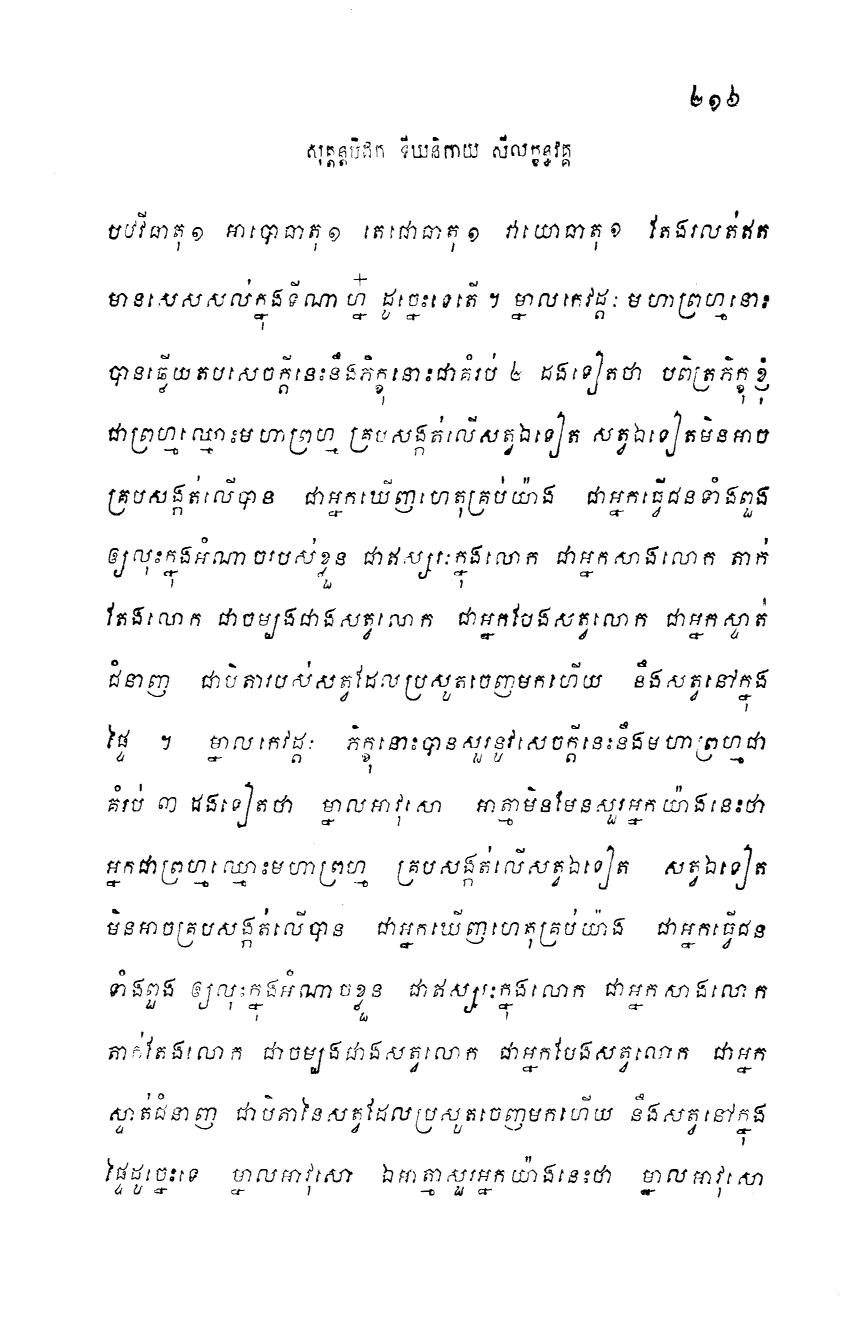 ២១៦
សុត្តន្តបិដក ទីឃនិកាយ សីលក្ខន្ធវគ្គ
បឋវីធាតុ១ អាបោធាតុ១ តេជោធាតុ១ វាយោធាតុ១ តែងរលត់ឥត
មានសេសសល់ក្នុងទីណាហ្ន៎ ដូច្នេះទេតើ ។ ម្នាលកេវដ្តៈ មហាព្រហ្មនោះ
បានធ្វើយតបសេចក្តីនេះនឹងភិក្ខុនោះជាគំរប់ ២ ដងទៀតថា បពិត្រភិក្ខុ ខ្ញុំ
ជាព្រហ្មឈ្មោះមហាព្រហ្ម គ្របសង្កត់លើសត្វឯទៀត សត្វឯទៀតមិនអាច
គ្របសង្កត់លើបាន ជាអ្នកឃើញហេតុគ្រប់យ៉ាង ជាអ្នកធ្វើជនទាំងពួង
ឲ្យលុះក្នុងអំណាចរបស់ខ្លួន ជាឥស្សរៈក្នុងលោក ជាអ្នកសាងលោក តាក់
តែងលោក ជាចម្បងជាងសត្វលោក ជាអ្នកបែងសត្វលោក ជាអ្នកស្ទាត់
ជំនាញ ជាបិតារបស់សត្វដែលប្រសូតចេញមកហើយ នឹងសត្វនៅក្នុង
ផ្ទៃ ។ ម្នាលកេវដ្តៈ ភិក្ខុនោះបានសួរនូវសេចក្តីនេះនឹងមហាព្រហ្មជា
គំរប់ ៣ ដងទៀតថា ម្នាលអាវុសោ អាត្មាមិនមែនសួរអ្នកយ៉ាងនេះថា
អ្នកជាព្រហ្មឈ្មោះមហាព្រហ្ម គ្របសង្កត់លើសត្វឯទៀត សត្វឯទៀត
មិនអាចគ្របសង្កត់លើបាន ជាអ្នកឃើញហេតុគ្រប់យ៉ាង ជាអ្នកធ្វើជន
ទាំងពួង ឲ្យលុះក្នុងអំណាចខ្លួន ជាឥស្សរៈក្នុងលោក ជាអ្នកសាងលោក
តាក់តែងលោក ជាចម្បងជាងសត្វលោក ជាអ្នកបែងសត្វលោក ជាអ្នក
ស្ទាត់ជំនាញ ជាបិតានៃសត្វដែលប្រសូតចេញមកហើយ នឹងសត្វនៅក្នុង
ផ្ទៃដូច្នេះទេ ម្នាលអាវុសោ ឯអាត្មាសួរអ្នកយ៉ាងនេះថា ម្នាលអាវុសោ